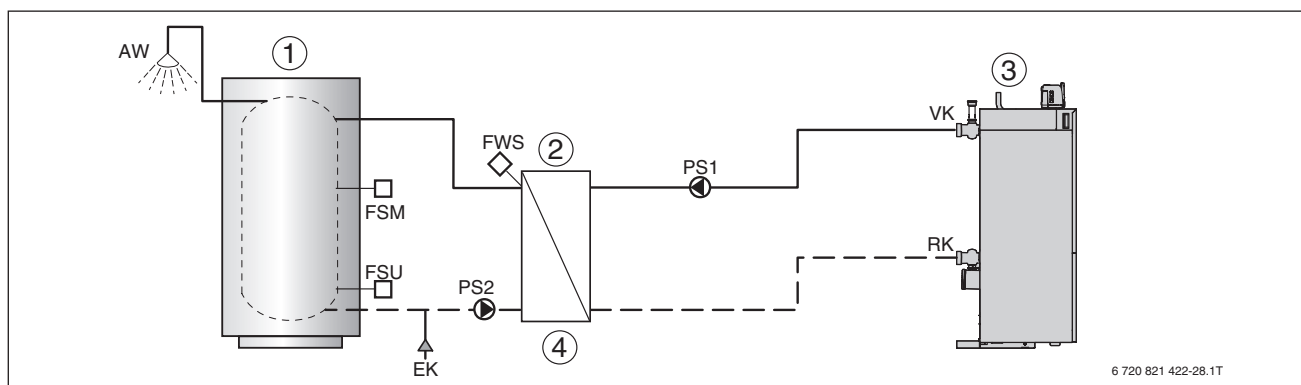 AW
1
3
VK
FWS
2
PS1
FSM
RK
FSU
PS2
4
EK
6 720 821 422-28.1T